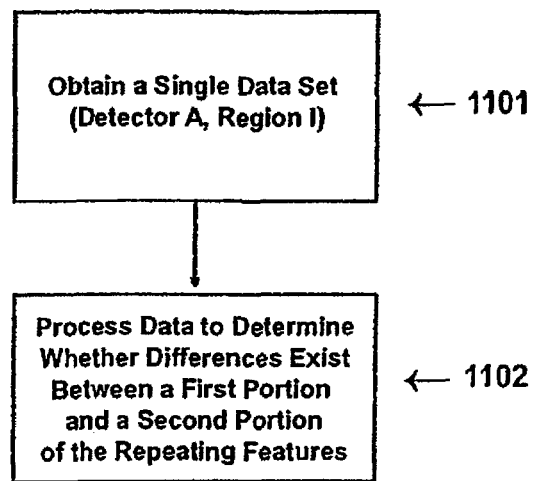 Obtain a Single Data Set
(Detector A, Region I)
← 1101
Process Data to Determine
Whether Differences Exist
Between a First Portion
and a Second Portion
of the Repeating Features
← 1102